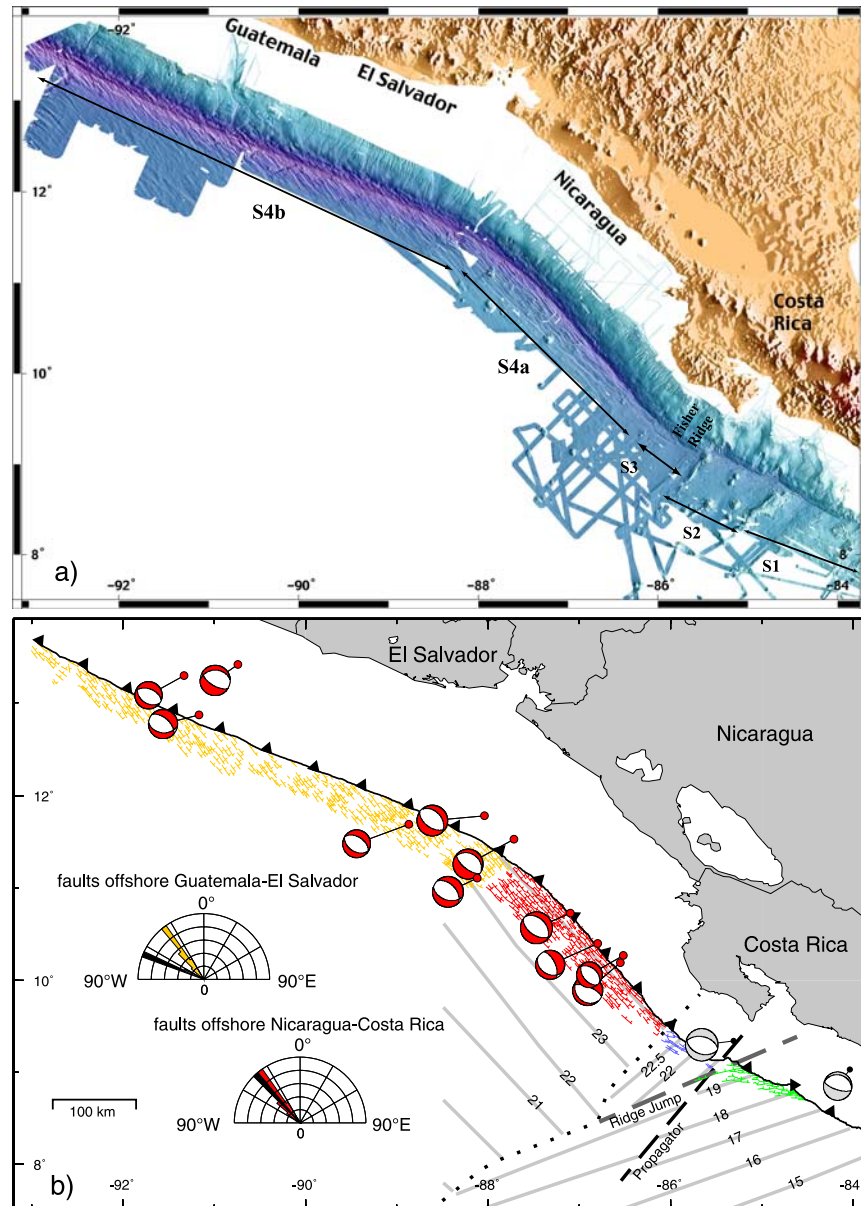 -92
Guatemala
El Salvador
Nicaragua
Costa
Rica
12°
S4b
10°
S4a
Fisher
Ridge
S3
S2
8°
S1
8
a)
-92
-90
-88
-86
-84
El Salvador
Nicaragua
12°
faults offshore Guatemala-El Salvador
0°
90°W
90°E
0
Costa Rica
10°
faults offshore Nicaragua-Costa Rica
0°
90°W
90°E
0
23
22.5
22
22
21
19
18
17
16
15
Ridge Jump
Propagator
100 km
8°
b)
-92
-90
-88
-86
-84